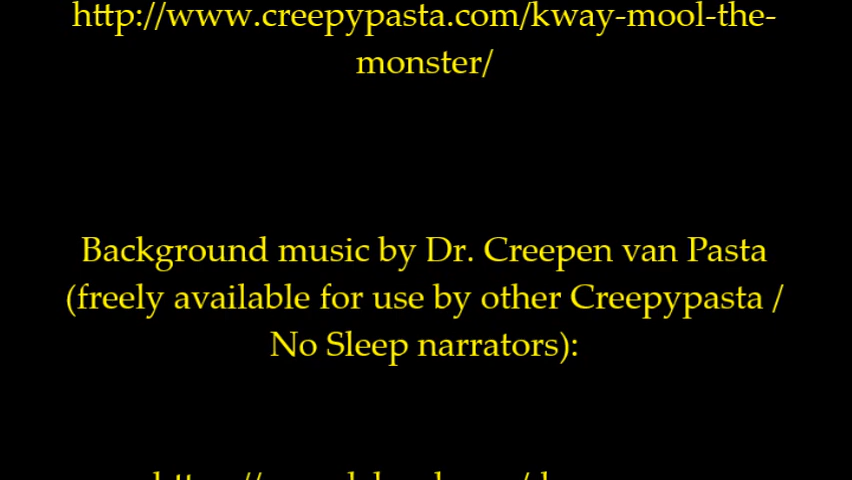 http://www.creepypasta.com/kway-mool-the-
monster/
Background music by Dr. Creepen van Pasta
(freely available for use by other Creepypasta /
No Sleep narrators):